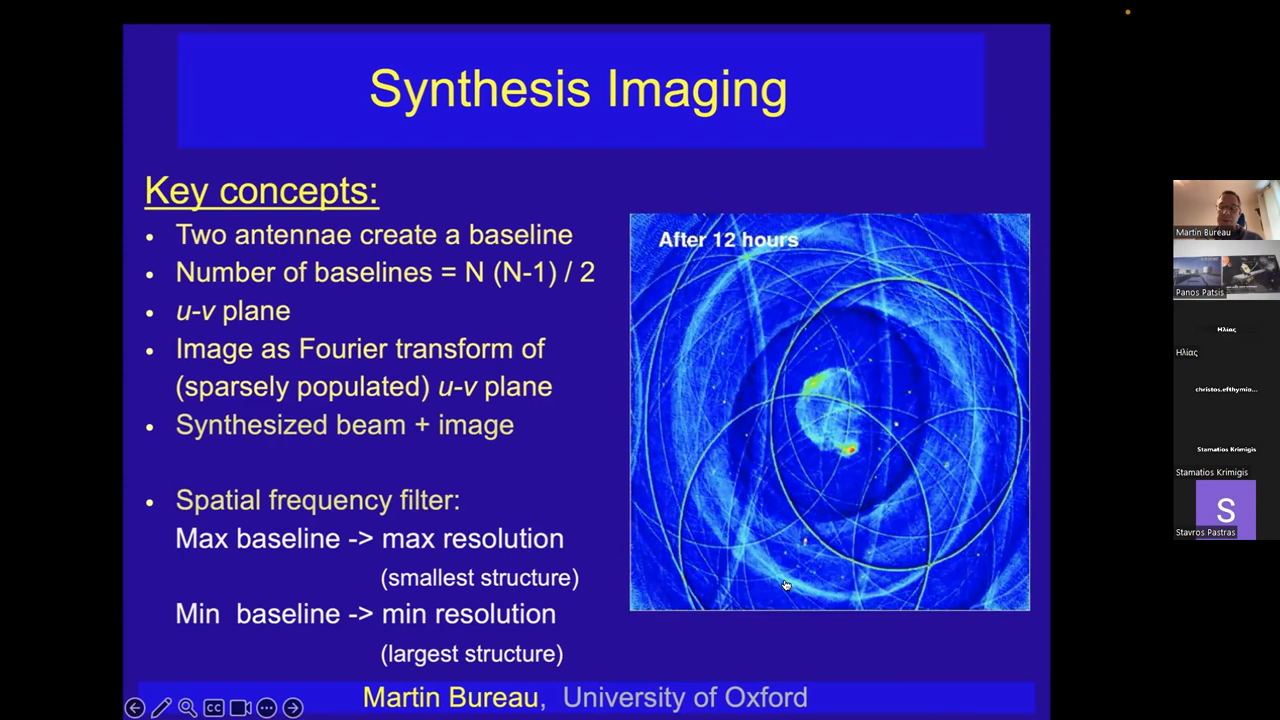 Synthesis Imaging
Key concepts:
• Two antennae create a baseline
• Number of baselines = N (N-1) / 2
• u-v plane
• Image as Fourier transform of
(sparsely populated) u-v plane
• Synthesized beam + image
• Spatial frequency filter:
Max baseline -> max resolution
(smallest structure)
Min baseline -> min resolution
(largest structure)
After 12 hours
Martin Bureau, University of Oxford
CC
Martin Bureau
Panos Patsis
Ηλίας
Ηλίας
christos.efthymio...
Stamatios Krimigis
Stamatios Krimigis
S
Stavros Pastras